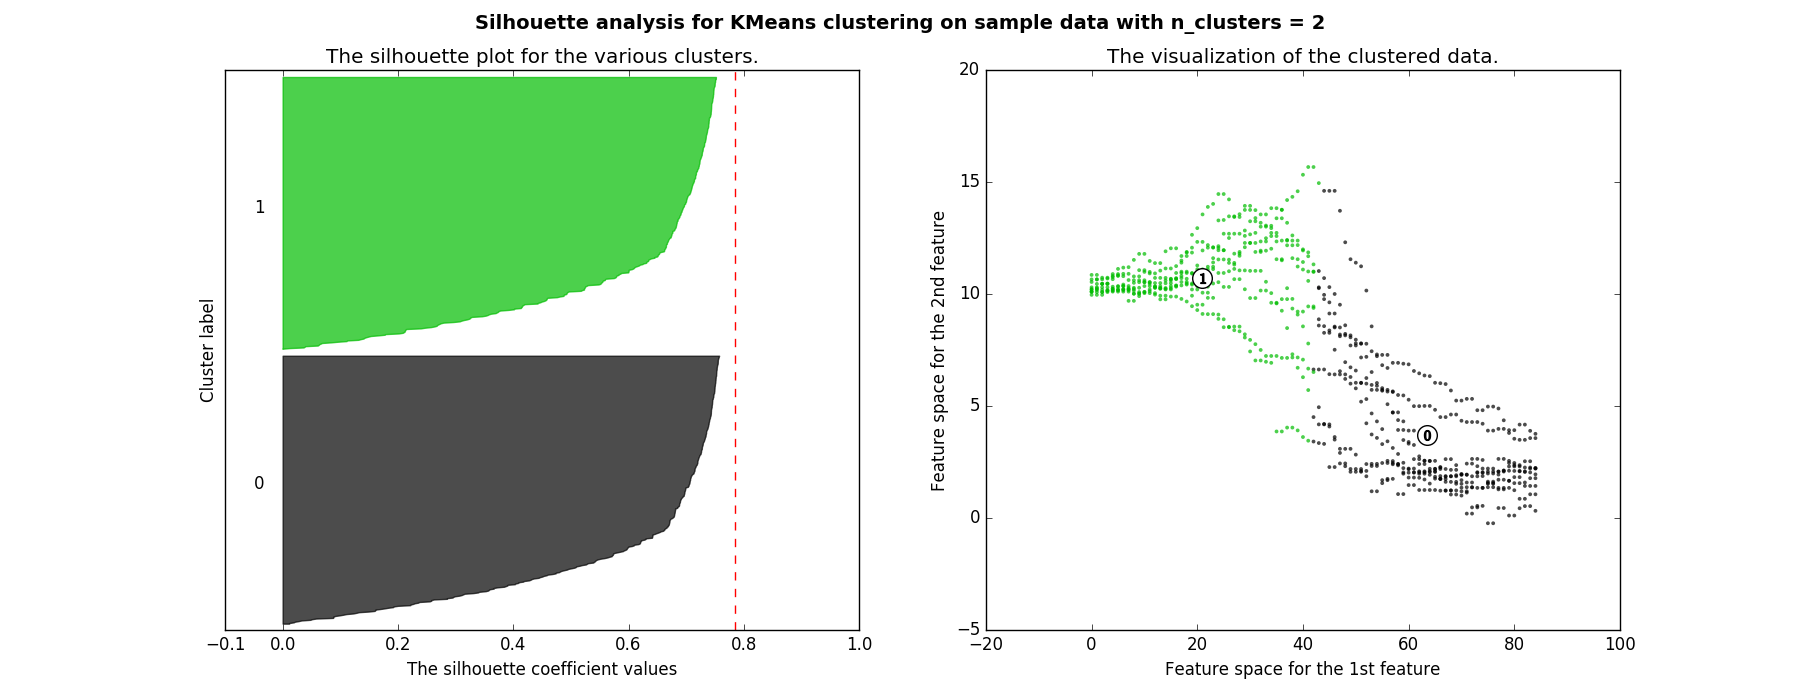 Silhouette analysis for KMeans clustering on sample data with n_clusters = 2
The silhouette plot for the various clusters.
Cluster label
1
0
−0.1 0.0 0.2 0.4 0.6 0.8 1.0
The silhouette coefficient values
The visualization of the clustered data.
Feature space for the 2nd feature
20
15
10
5
0
−5
1
0
−20 0 20 40 60 80 100
Feature space for the 1st feature